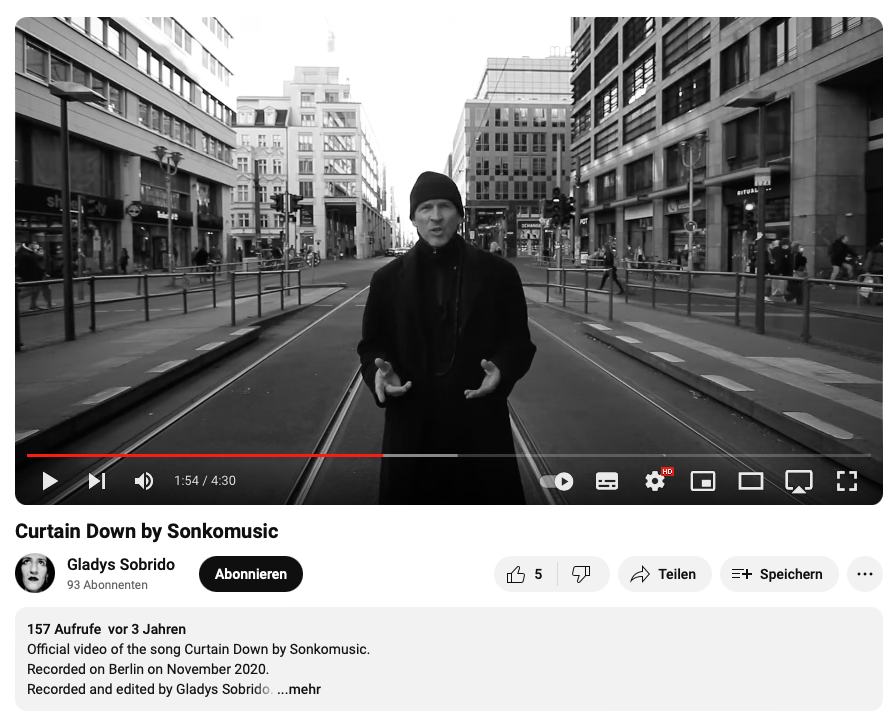 RITUALS
HD
1:54 / 4:30
Curtain Down by Sonkomusic
Gladys Sobrido
93 Abonnenten
Abonnieren
5
Teilen
Speichern
157 Aufrufe vor 3 Jahren
Official video of the song Curtain Down by Sonkomusic.
Recorded on Berlin on November 2020.
Recorded and edited by Gladys Sobrido. ...mehr